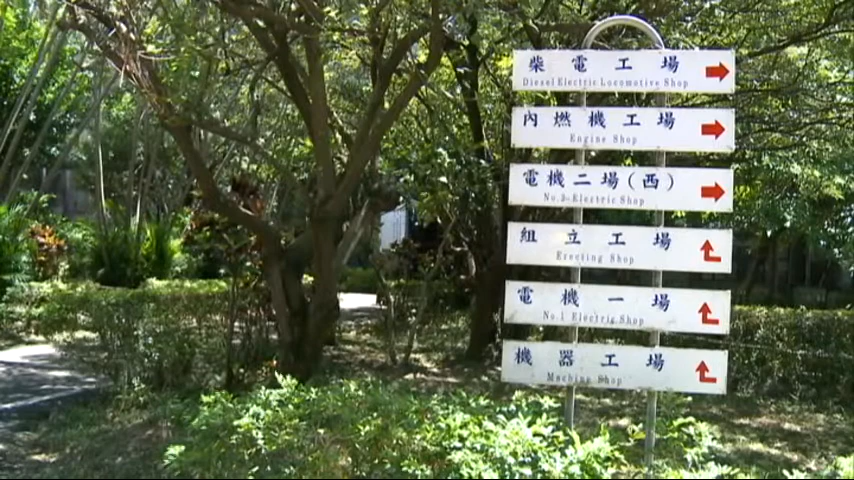 柴電工場
Diesel Electric Locomotive Shop
內燃機工場
Engine Shop
電機二場(西)
No.2 Electric Shop
組立工場
Erecting Shop
電機一場
No.1 Electric Shop
機器工場
Machine Shop